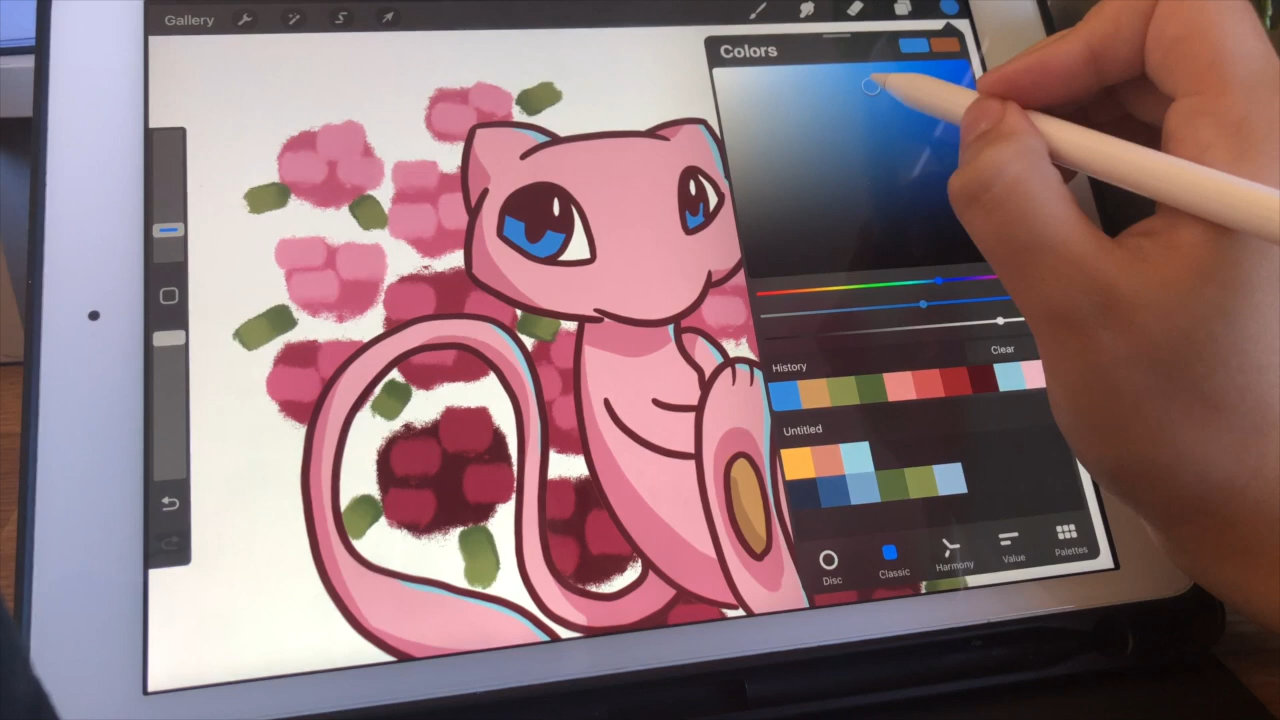 Gallery
Colors
History
Clear
Untitled
Disc
Classic
Harmony
Value
Palettes